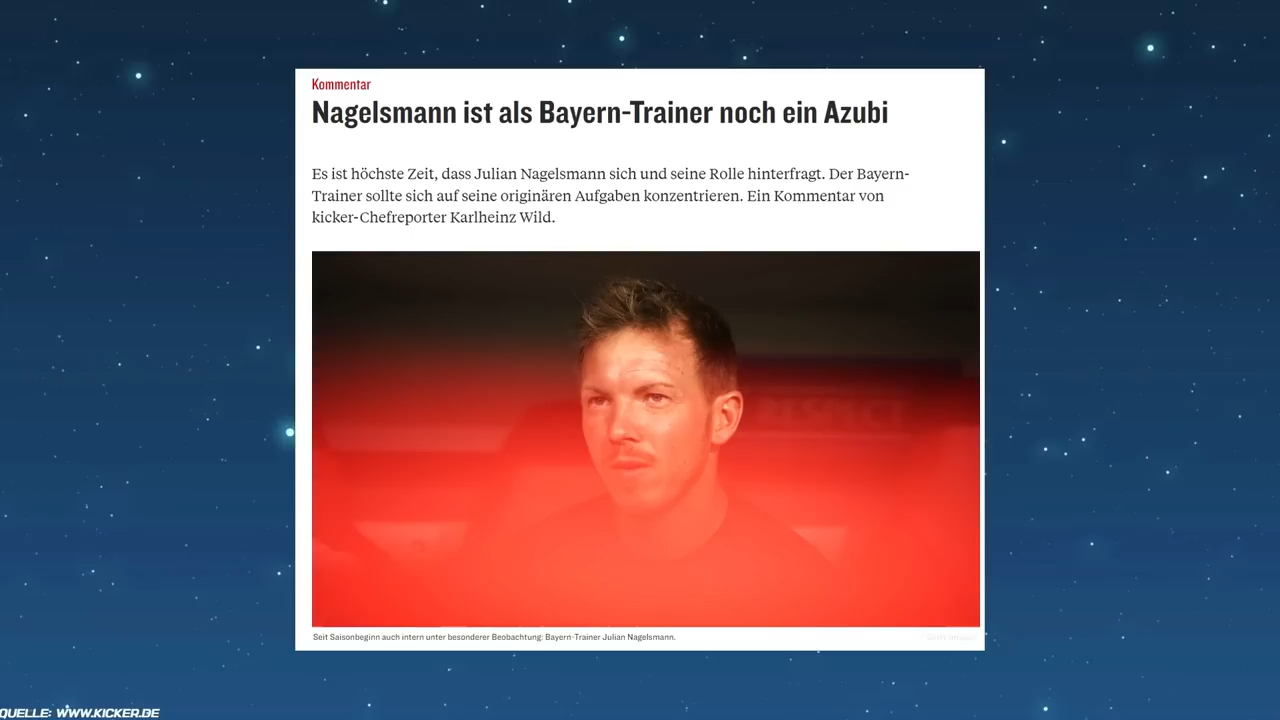 Kommentar
Nagelsmann ist als Bayern-Trainer noch ein Azubi
Es ist höchste Zeit, dass Julian Nagelsmann sich und seine Rolle hinterfragt. Der Bayern-
Trainer sollte sich auf seine originären Aufgaben konzentrieren. Ein Kommentar von
kicker-Chefreporter Karlheinz Wild.
RESPECT
Seit Saisonbeginn auch intern unter besonderer Beobachtung: Bayern-Trainer Julian Nagelsmann.
QUELLE: WWW.KICKER.DE